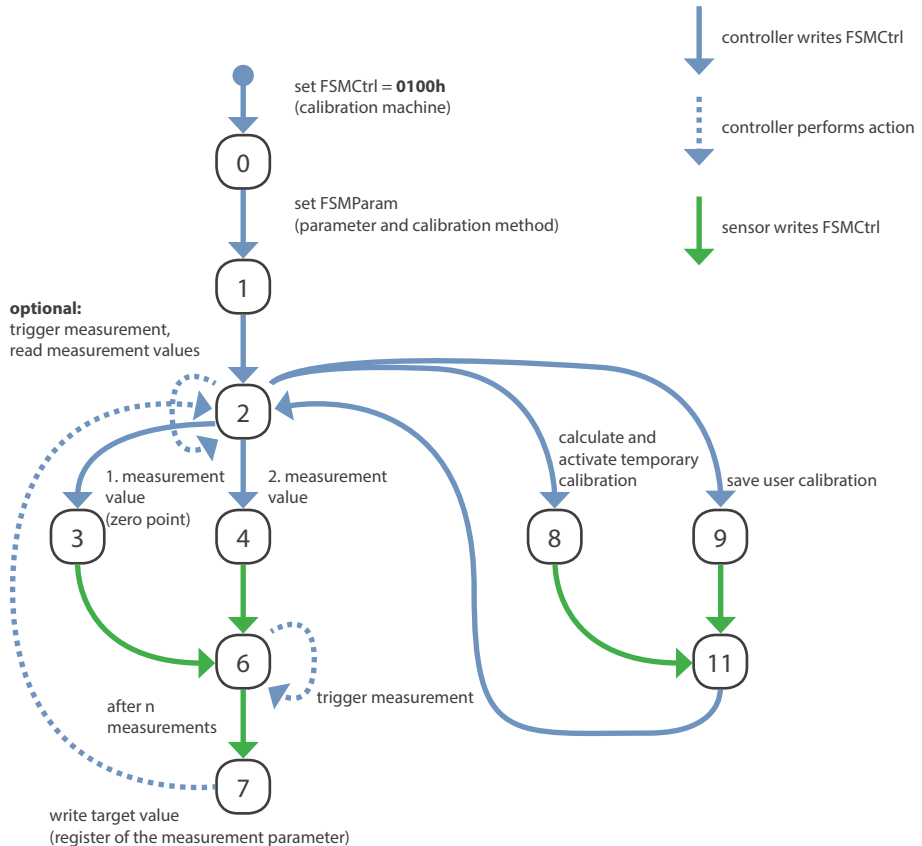 controller writes FSMCtrl
set FSMCtrl = 0100h
(calibration machine)
controller performs action
0
set FSMParam
(parameter and calibration method)
sensor writes FSMCtrl
1
optional:
trigger measurement,
read measurement values
2
calculate and
activate temporary
calibration
1. measurement
value
(zero point)
2. measurement
value
save user calibration
3
4
8
9
6
11
trigger measurement
after n
measurements
7
write target value
(register of the measurement parameter)